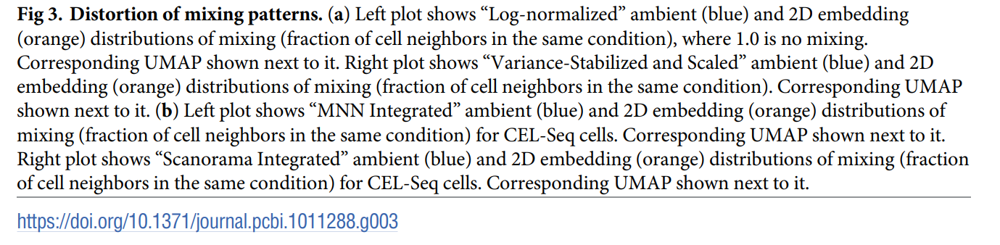 Fig 3. Distortion of mixing patterns. (a) Left plot shows “Log-normalized” ambient (blue) and 2D embedding
(orange) distributions of mixing (fraction of cell neighbors in the same condition), where 1.0 is no mixing.
Corresponding UMAP shown next to it. Right plot shows “Variance-Stabilized and Scaled” ambient (blue) and 2D
embedding (orange) distributions of mixing (fraction of cell neighbors in the same condition). Corresponding UMAP
shown next to it. (b) Left plot shows “MNN Integrated” ambient (blue) and 2D embedding (orange) distributions of
mixing (fraction of cell neighbors in the same condition) for CEL-Seq cells. Corresponding UMAP shown next to it.
Right plot shows “Scanorama Integrated” ambient (blue) and 2D embedding (orange) distributions of mixing (fraction
of cell neighbors in the same condition) for CEL-Seq cells. Corresponding UMAP shown next to it.
https://doi.org/10.1371/journal.pcbi.1011288.g003